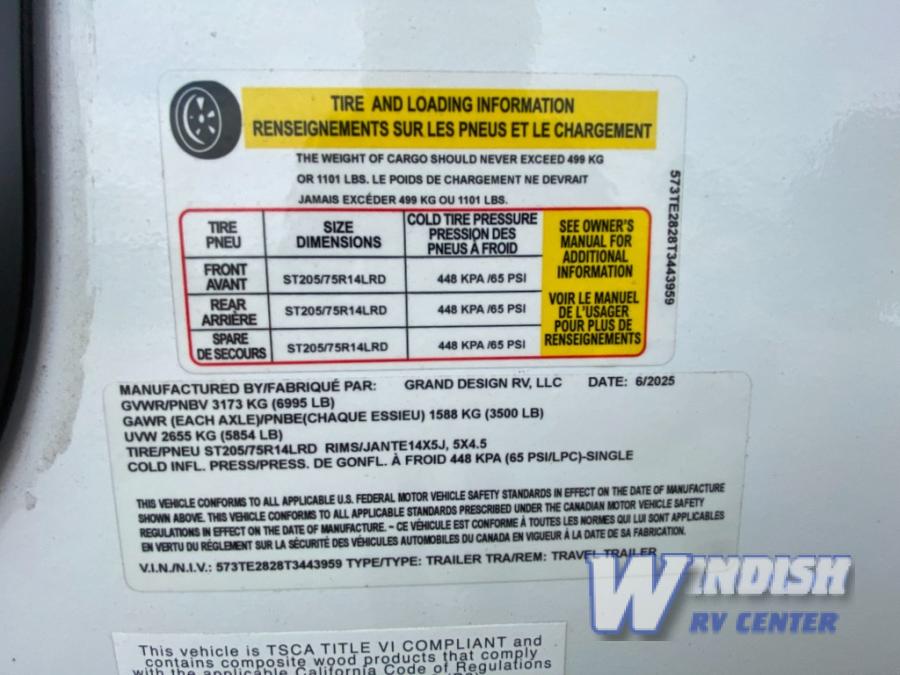 TIRE AND LOADING INFORMATION
RENSEIGNEMENTS SUR LES PNEUS ET LE CHARGEMENT
THE WEIGHT OF CARGO SHOULD NEVER EXCEED 499 KG
OR 1101 LBS. LE POIDS DE CHARGEMENT NE DEVRAIT
JAMAIS EXCÉDER 499 KG OU 1101 LBS.
573TE2828T3443959
TIRE
PNEU
SIZE
DIMENSIONS
COLD TIRE PRESSURE
PRESSION DES
PNEUS À FROID
FRONT
AVANT
ST205/75R14LRD
448 KPA /65 PSI
REAR
ARRIÈRE
ST205/75R14LRD
448 KPA /65 PSI
SPARE
DE SECOURS
ST205/75R14LRD
448 KPA /65 PSI
SEE OWNER'S
MANUAL FOR
ADDITIONAL
INFORMATION
VOIR LE MANUEL
DE L'USAGER
POUR PLUS DE
RENSEIGNEMENTS
MANUFACTURED BY/FABRIQUÉ PAR: GRAND DESIGN RV, LLC DATE: 6/2025
GVWR/PNBV 3173 KG (6995 LB)
GAWR (EACH AXLE)/PNBE(CHAQUE ESSIEU) 1588 KG (3500 LB)
UVW 2655 KG (5854 LB)
TIRE/PNEU ST205/75R14LRD RIMS/JANTE14X5J, 5X4.5
COLD INFL. PRESS/PRESS. DE GONFL. À FROID 448 KPA (65 PSI/LPC)-SINGLE
THIS VEHICLE CONFORMS TO ALL APPLICABLE U.S. FEDERAL MOTOR VEHICLE SAFETY STANDARDS IN EFFECT ON THE DATE OF MANUFACTURE
SHOWN ABOVE. THIS VEHICLE CONFORMS TO ALL APPLICABLE STANDARDS PRESCRIBED UNDER THE CANADIAN MOTOR VEHICLE SAFETY
REGULATIONS IN EFFECT ON THE DATE OF MANUFACTURE. - CE VÉHICULE EST CONFORME À TOUTES LES NORMES QUI LUI SONT APPLICABLES
EN VERTU DU RÉGLEMENT SUR LA SÉCURITÉ DES VÉHICULES AUTOMOBILES DU CANADA EN VIGUEUR À LA DATE DE SA FABRICATION.
V.I.N./N.I.V.: 573TE2828T3443959 TYPE/TYPE: TRAILER TRA/REM: TRAVEL TRAILER
WINDISH
RV CENTER
This vehicle is TSCA TITLE VI COMPLIANT and
contains composite wood products that comply
with the applicable California Code of Regulations